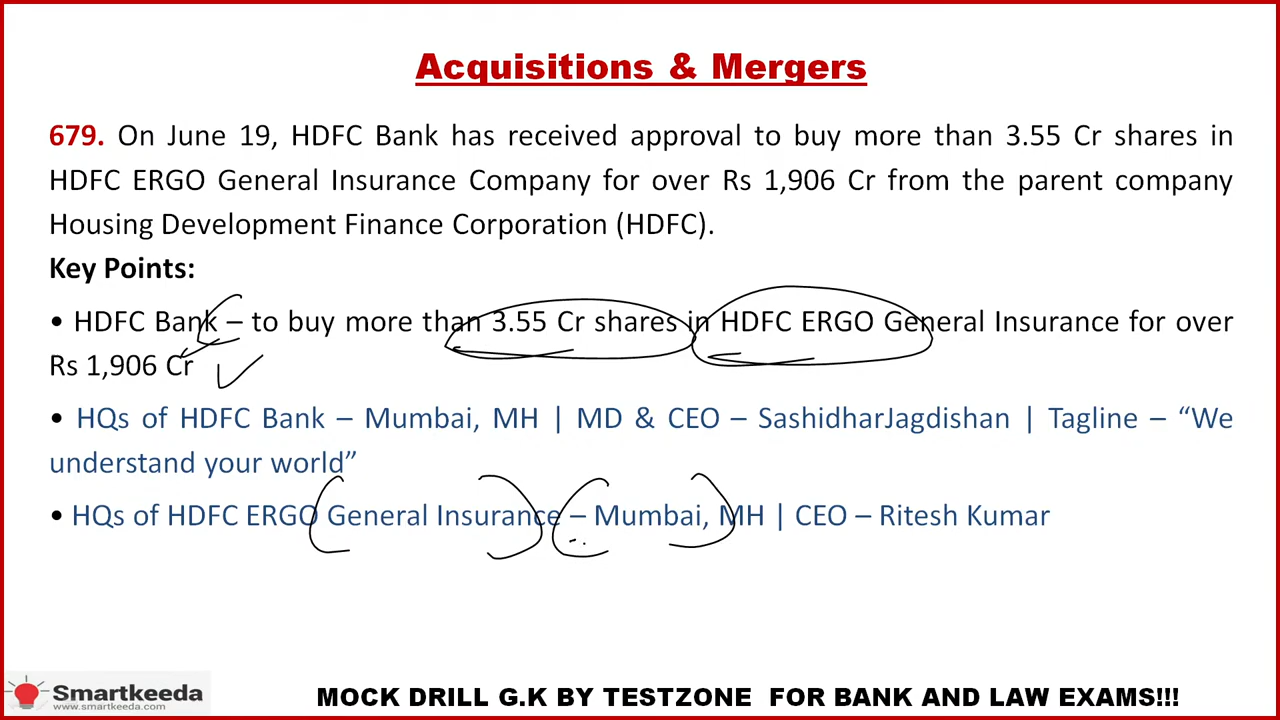 Acquisitions & Mergers
679. On June 19, HDFC Bank has received approval to buy more than 3.55 Cr shares in
HDFC ERGO General Insurance Company for over Rs 1,906 Cr from the parent company
Housing Development Finance Corporation (HDFC).
Key Points:
• HDFC Bank – to buy more than 3.55 Cr shares in HDFC ERGO General Insurance for over
Rs 1,906 Cr
• HQs of HDFC Bank – Mumbai, MH | MD & CEO – SashidharJagdishan | Tagline – “We
understand your world”
• HQs of HDFC ERGO General Insurance – Mumbai, MH | CEO – Ritesh Kumar
Smartkeeda
www.smartkeeda.com
MOCK DRILL G.K BY TESTZONE FOR BANK AND LAW EXAMS!!!